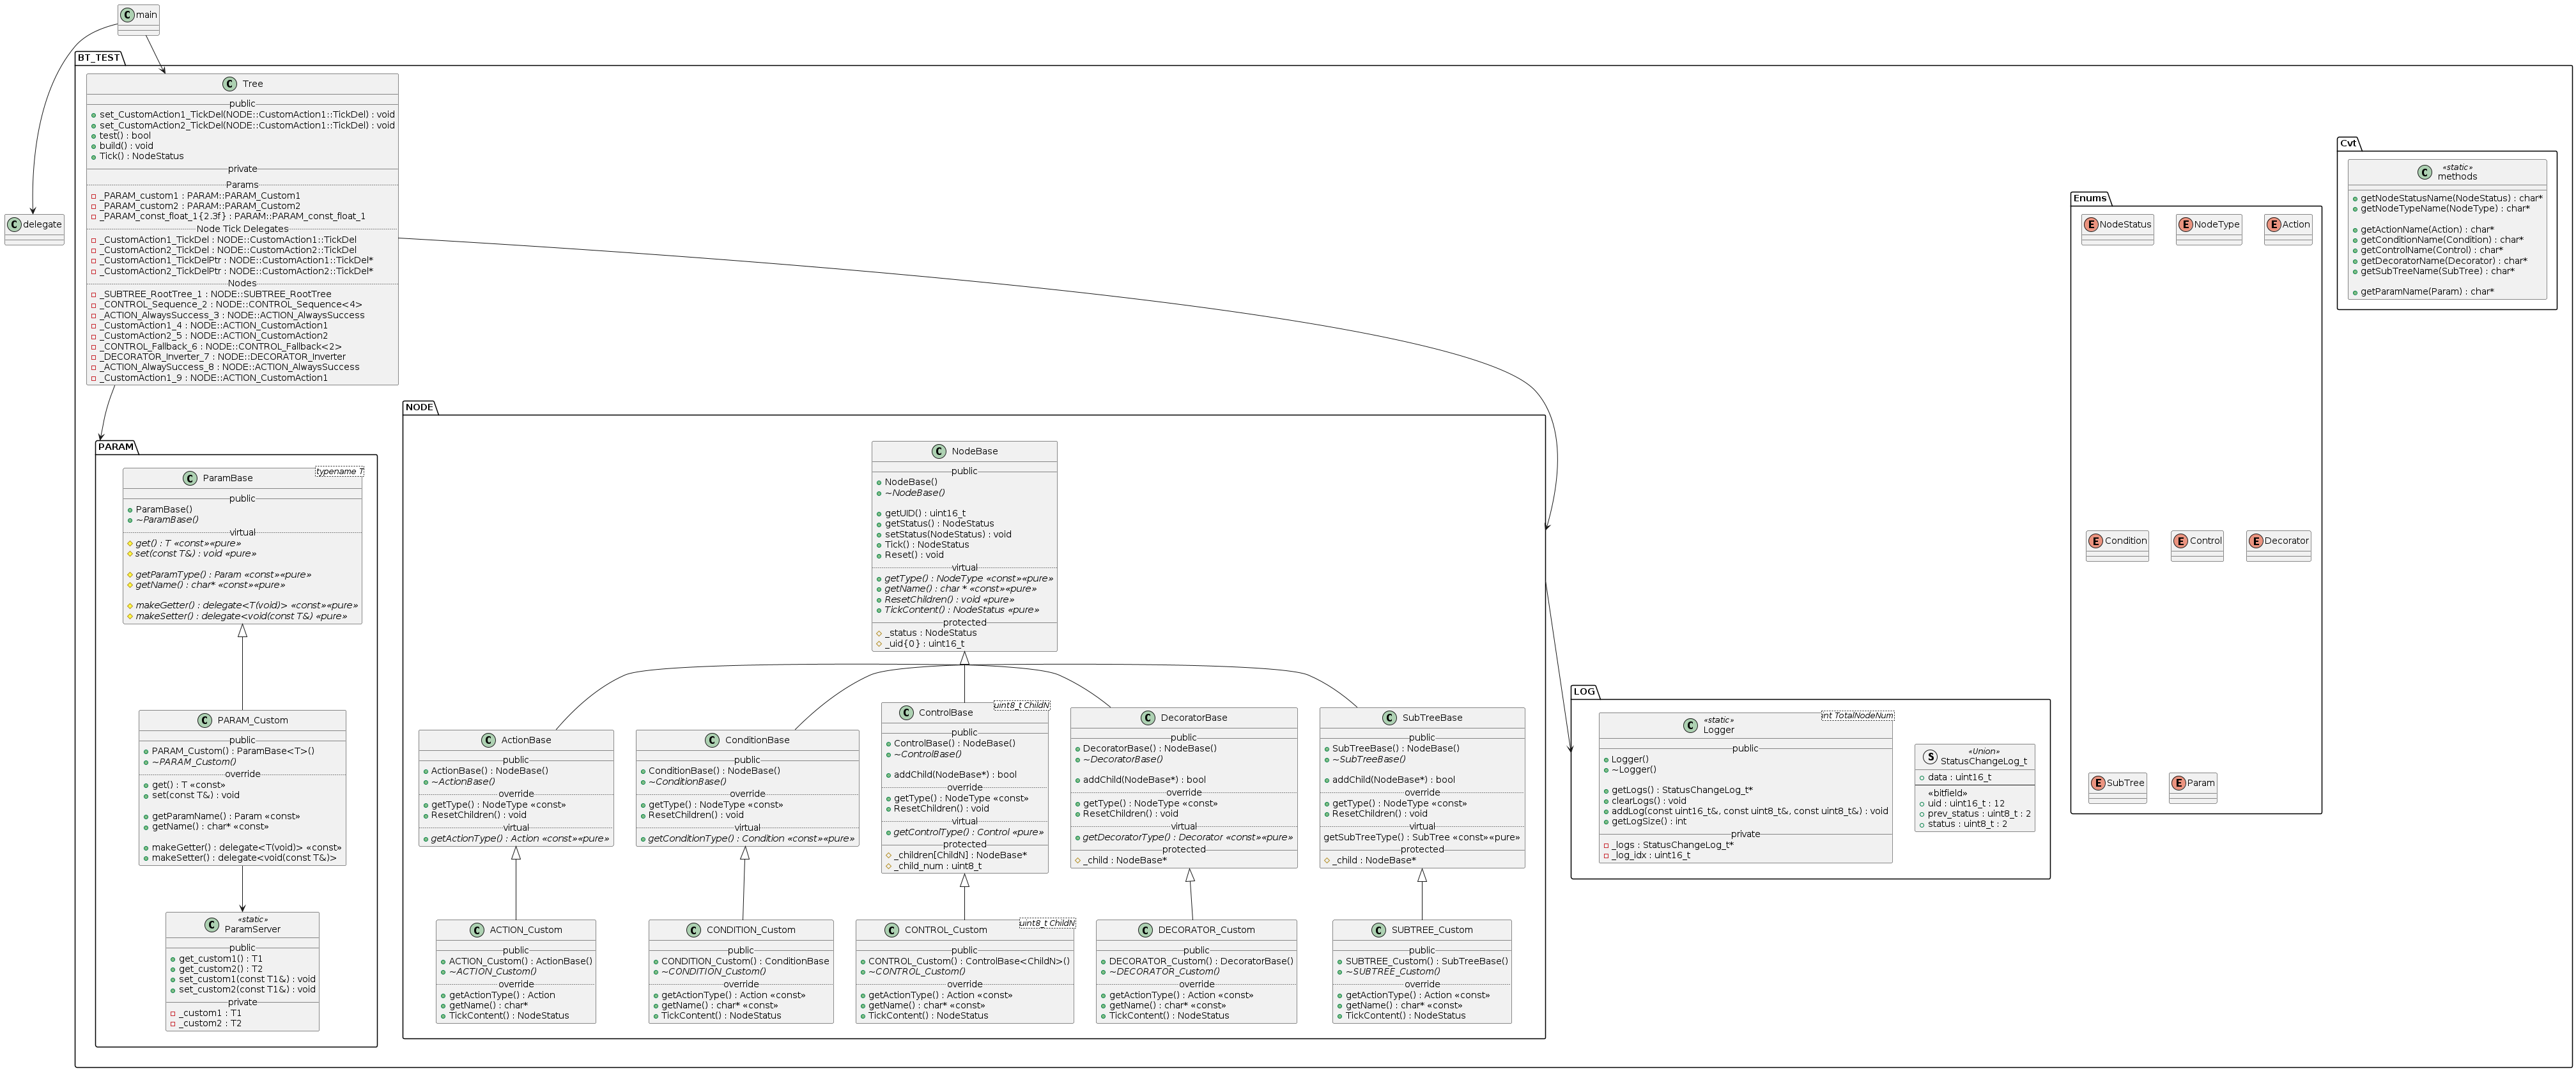 main
BT_TEST
Tree
public
set_CustomAction1_TickDel(NODE::CustomAction1::TickDel) : void
set_CustomAction2_TickDel(NODE::CustomAction1::TickDel) : void
test() : bool
build() : void
Tick() : NodeStatus
private
Params
_PARAM_custom1 : PARAM::PARAM_Custom1
_PARAM_custom2 : PARAM::PARAM_Custom2
_PARAM_const_float_1{2.3f} : PARAM::PARAM_const_float_1
Node Tick Delegates
_CustomAction1_TickDel : NODE::CustomAction1::TickDel
_CustomAction2_TickDel : NODE::CustomAction2::TickDel
_CustomAction1_TickDelPtr : NODE::CustomAction1::TickDel*
_CustomAction2_TickDelPtr : NODE::CustomAction2::TickDel*
Nodes
_SUBTREE_RootTree_1 : NODE::SUBTREE_RootTree
_CONTROL_Sequence_2 : NODE::CONTROL_Sequence<4>
_ACTION_AlwaysSuccess_3 : NODE::ACTION_AlwaysSuccess
_CustomAction1_4 : NODE::ACTION_CustomAction1
_CustomAction2_5 : NODE::ACTION_CustomAction2
_CONTROL_Fallback_6 : NODE::CONTROL_Fallback<2>
_DECORATOR_Inverter_7 : NODE::DECORATOR_Inverter
_ACTION_AlwaySuccess_8 : NODE::ACTION_AlwaysSuccess
_CustomAction1_9 : NODE::ACTION_CustomAction1
delegate
Cvt
«static»
methods
getNodeStatusName(NodeStatus) : char*
getNodeTypeName(NodeType) : char*
getActionName(Action) : char*
getConditionName(Condition) : char*
getControlName(Control) : char*
getDecoratorName(Decorator) : char*
getSubTreeName(SubTree) : char*
getParamName(Param) : char*
Enums
NodeStatus
NodeType
Action
Condition
Control
Decorator
SubTree
Param
PARAM
ParamBase
typename T
public
ParamBase()
~ParamBase()
virtual
get() : T «const»«pure»
set(const T&) : void «pure»
getParamType() : Param «const»«pure»
getName() : char* «const»«pure»
makeGetter() : delegate<T(void)> «const»«pure»
makeSetter() : delegate<void(const T&) «pure»
PARAM_Custom
public
PARAM_Custom() : ParamBase<T>()
~PARAM_Custom()
override
get() : T «const»
set(const T&) : void
getParamName() : Param «const»
getName() : char* «const»
makeGetter() : delegate<T(void)> «const»
makeSetter() : delegate<void(const T&)>
«static»
ParamServer
public
get_custom1() : T1
get_custom2() : T2
set_custom1(const T1&) : void
set_custom2(const T1&) : void
private
_custom1 : T1
_custom2 : T2
NODE
NodeBase
public
NodeBase()
~NodeBase()
getUID() : uint16_t
getStatus() : NodeStatus
setStatus(NodeStatus) : void
Tick() : NodeStatus
Reset() : void
virtual
getType() : NodeType «const»«pure»
getName() : char * «const»«pure»
ResetChildren() : void «pure»
TickContent() : NodeStatus «pure»
protected
_status : NodeStatus
_uid{0} : uint16_t
ActionBase
public
ActionBase() : NodeBase()
~ActionBase()
override
getType() : NodeType «const»
ResetChildren() : void
virtual
getActionType() : Action «const»«pure»
ConditionBase
public
ConditionBase() : NodeBase()
~ConditionBase()
override
getType() : NodeType «const»
ResetChildren() : void
virtual
getConditionType() : Condition «const»«pure»
ControlBase
uint8_t ChildN
public
ControlBase() : NodeBase()
~ControlBase()
addChild(NodeBase*) : bool
override
getType() : NodeType «const»
ResetChildren() : void
virtual
getControlType() : Control «pure»
protected
_children[ChildN] : NodeBase*
_child_num : uint8_t
DecoratorBase
public
DecoratorBase() : NodeBase()
~DecoratorBase()
addChild(NodeBase*) : bool
override
getType() : NodeType «const»
ResetChildren() : void
virtual
getDecoratorType() : Decorator «const»«pure»
protected
_child : NodeBase*
SubTreeBase
public
SubTreeBase() : NodeBase()
~SubTreeBase()
addChild(NodeBase*) : bool
override
getType() : NodeType «const»
ResetChildren() : void
virtual
getSubTreeType() : SubTree «const»«pure»
protected
_child : NodeBase*
ACTION_Custom
public
ACTION_Custom() : ActionBase()
~ACTION_Custom()
override
getActionType() : Action
getName() : char*
TickContent() : NodeStatus
CONDITION_Custom
public
CONDITION_Custom() : ConditionBase
~CONDITION_Custom()
override
getActionType() : Action «const»
getName() : char* «const»
TickContent() : NodeStatus
CONTROL_Custom
uint8_t ChildN
public
CONTROL_Custom() : ControlBase<ChildN>()
~CONTROL_Custom()
override
getActionType() : Action «const»
getName() : char* «const»
TickContent() : NodeStatus
DECORATOR_Custom
public
DECORATOR_Custom() : DecoratorBase()
~DECORATOR_Custom()
override
getActionType() : Action «const»
getName() : char* «const»
TickContent() : NodeStatus
SUBTREE_Custom
public
SUBTREE_Custom() : SubTreeBase()
~SUBTREE_Custom()
override
getActionType() : Action «const»
getName() : char* «const»
TickContent() : NodeStatus
LOG
«static»
Logger
int TotalNodeNum
public
Logger()
~Logger()
getLogs() : StatusChangeLog_t*
clearLogs() : void
addLog(const uint16_t&, const uint8_t&, const uint8_t&) : void
getLogSize() : int
private
_logs : StatusChangeLog_t*
_log_idx : uint16_t
«Union»
StatusChangeLog_t
data : uint16_t
«bitfield»
uid : uint16_t : 12
prev_status : uint8_t : 2
status : uint8_t : 2